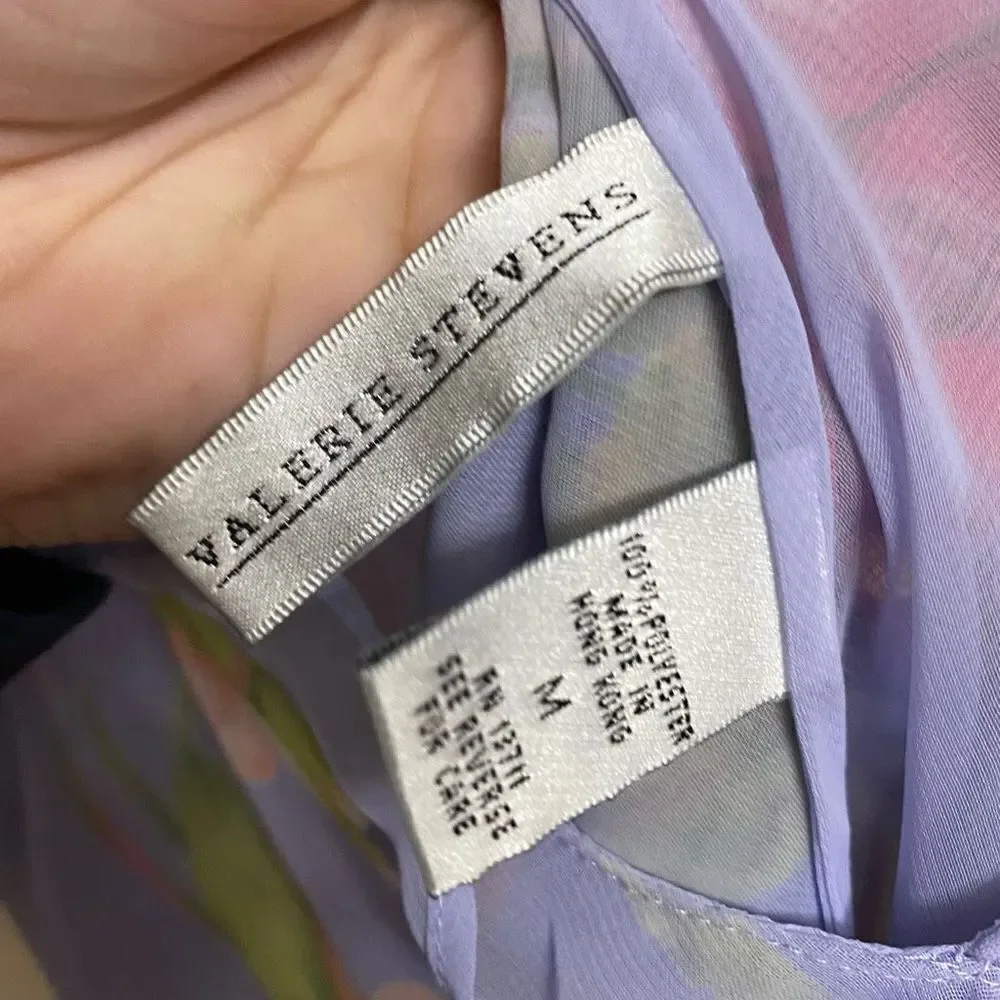 VALERIE STEVENS
100% POLYESTER
MADE IN
HONG KONG
M
RN 13711
SEE REVERSE
FOR CARE